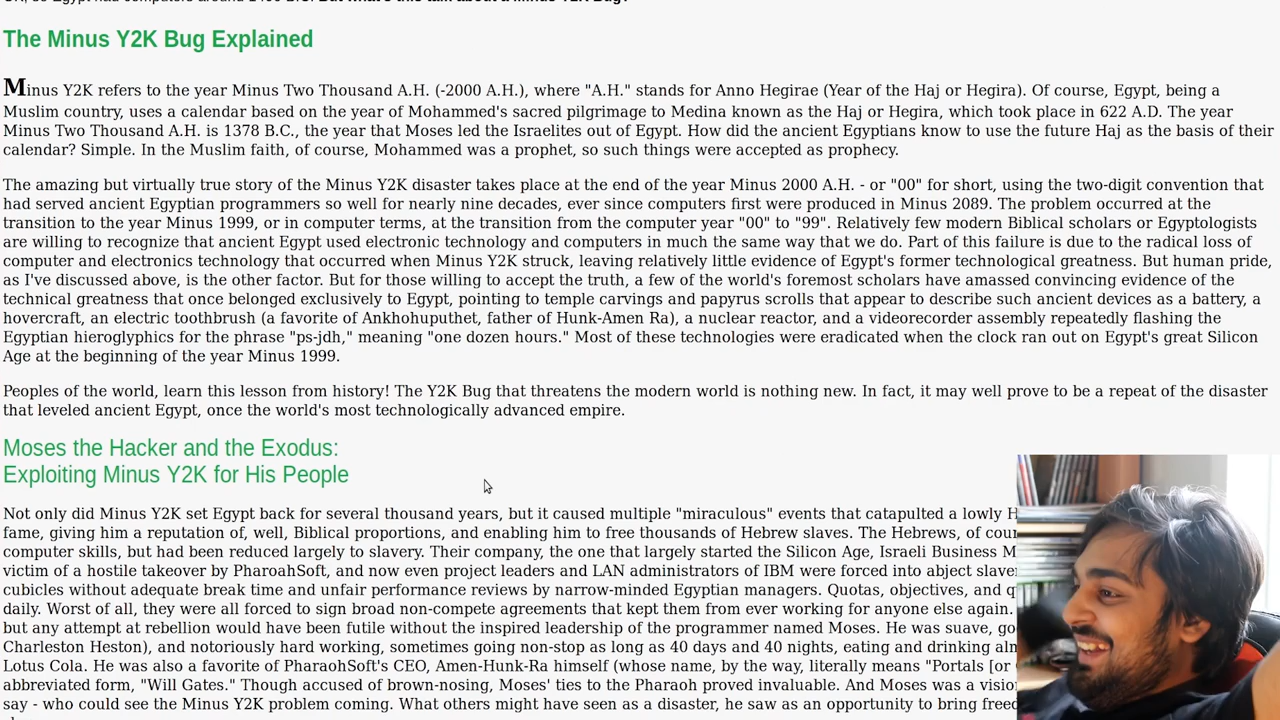 The Minus Y2K Bug Explained
Minus Y2K refers to the year Minus Two Thousand A.H. (-2000 A.H.), where "A.H." stands for Anno Hegirae (Year of the Haj or Hegira). Of course, Egypt, being a
Muslim country, uses a calendar based on the year of Mohammed's sacred pilgrimage to Medina known as the Haj or Hegira, which took place in 622 A.D. The year
Minus Two Thousand A.H. is 1378 B.C., the year that Moses led the Israelites out of Egypt. How did the ancient Egyptians know to use the future Haj as the basis of their
calendar? Simple. In the Muslim faith, of course, Mohammed was a prophet, so such things were accepted as prophecy.
The amazing but virtually true story of the Minus Y2K disaster takes place at the end of the year Minus 2000 A.H. - or "00" for short, using the two-digit convention that
had served ancient Egyptian programmers so well for nearly nine decades, ever since computers first were produced in Minus 2089. The problem occurred at the
transition to the year Minus 1999, or in computer terms, at the transition from the computer year "00" to "99". Relatively few modern Biblical scholars or Egyptologists
are willing to recognize that ancient Egypt used electronic technology and computers in much the same way that we do. Part of this failure is due to the radical loss of
computer and electronics technology that occurred when Minus Y2K struck, leaving relatively little evidence of Egypt's former technological greatness. But human pride,
as I've discussed above, is the other factor. But for those willing to accept the truth, a few of the world's foremost scholars have amassed convincing evidence of the
technical greatness that once belonged exclusively to Egypt, pointing to temple carvings and papyrus scrolls that appear to describe such ancient devices as a battery, a
hovercraft, an electric toothbrush (a favorite of Ankhohuputhet, father of Hunk-Amen Ra), a nuclear reactor, and a videorecorder assembly repeatedly flashing the
Egyptian hieroglyphics for the phrase "ps-jdh," meaning "one dozen hours." Most of these technologies were eradicated when the clock ran out on Egypt's great Silicon
Age at the beginning of the year Minus 1999.
Peoples of the world, learn this lesson from history! The Y2K Bug that threatens the modern world is nothing new. In fact, it may well prove to be a repeat of the disaster
that leveled ancient Egypt, once the world's most technologically advanced empire.
Moses the Hacker and the Exodus:
Exploiting Minus Y2K for His People
Not only did Minus Y2K set Egypt back for several thousand years, but it caused multiple "miraculous" events that catapulted a lowly
fame, giving him a reputation of, well, Biblical proportions, and enabling him to free thousands of Hebrew slaves. The Hebrews, of
computer skills, but had been reduced largely to slavery. Their company, the one that largely started the Silicon Age, Israeli Business
victim of a hostile takeover by PharoahSoft, and now even project leaders and LAN administrators of IBM were forced into abject
cubicles without adequate break time and unfair performance reviews by narrow-minded Egyptian managers. Quotas, objectives, and
daily. Worst of all, they were all forced to sign broad non-compete agreements that kept them from ever working for anyone else again.
but any attempt at rebellion would have been futile without the inspired leadership of the programmer named Moses. He was suave,
Charleston Heston), and notoriously hard working, sometimes going non-stop as long as 40 days and 40 nights, eating and drinking
Lotus Cola. He was also a favorite of PharaohSoft's CEO, Amen-Hunk-Ra himself (whose name, by the way, literally means "Portals [or
abbreviated form, "Will Gates." Though accused of brown-nosing, Moses' ties to the Pharaoh proved invaluable. And Moses was a
say - who could see the Minus Y2K problem coming. What others might have seen as a disaster, he saw as an opportunity to bring